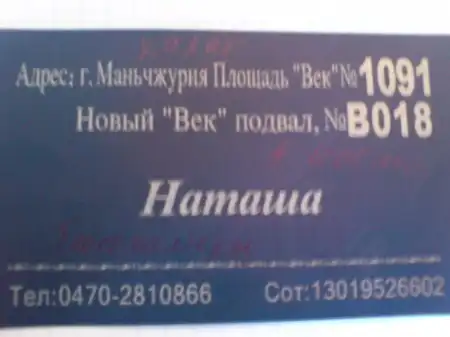 Адрес: г. Маньчжурия Площадь "Век"№1091
Новый "Век" подвал, №B018
Наташа
Тел:0470-2810866 Сот:13019526602